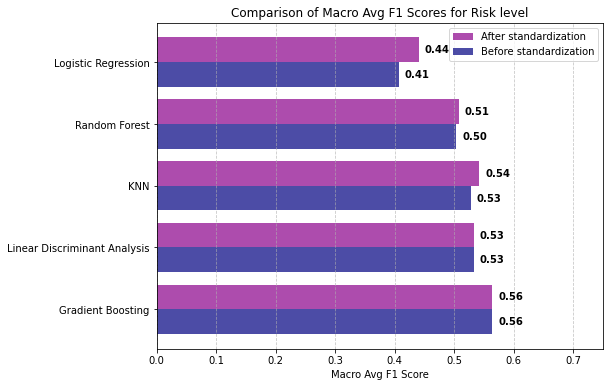 Comparison of Macro Avg F1 Scores for Risk level
After standardization
Before standardization
Logistic Regression
0.44
0.41
Random Forest
0.51
0.50
KNN
0.54
0.53
Linear Discriminant Analysis
0.53
0.53
Gradient Boosting
0.56
0.56
0.0 0.1 0.2 0.3 0.4 0.5 0.6 0.7
Macro Avg F1 Score